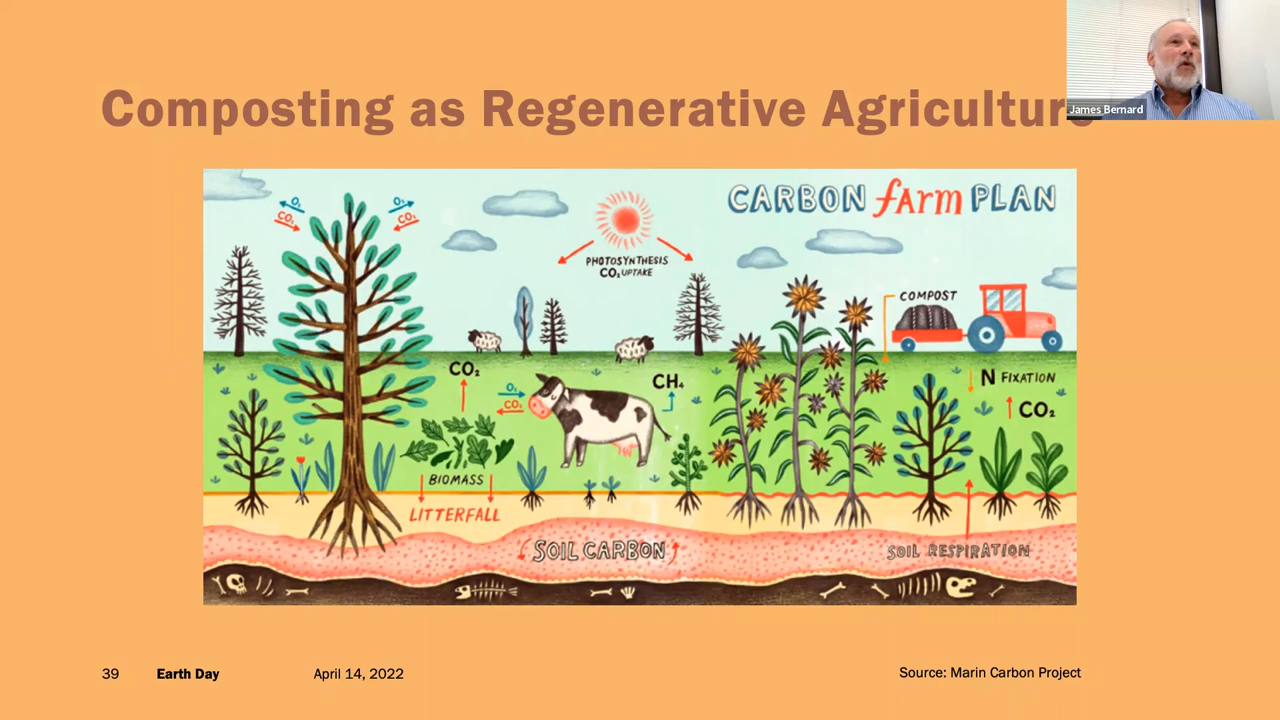 Composting as Regenerative Agriculture
James Bernard
CARBON fARM PLAN
O₂
CO₂
O₂
CO₂
PHOTOSYNTHESIS
CO₂ UPTAKE
COMPOST
CO₂
O₂
CO₂
CH₄
N FIXATION
CO₂
BIOMASS
LITTERFALL
SOIL CARBON
SOIL RESPIRATION
39 Earth Day April 14, 2022 Source: Marin Carbon Project